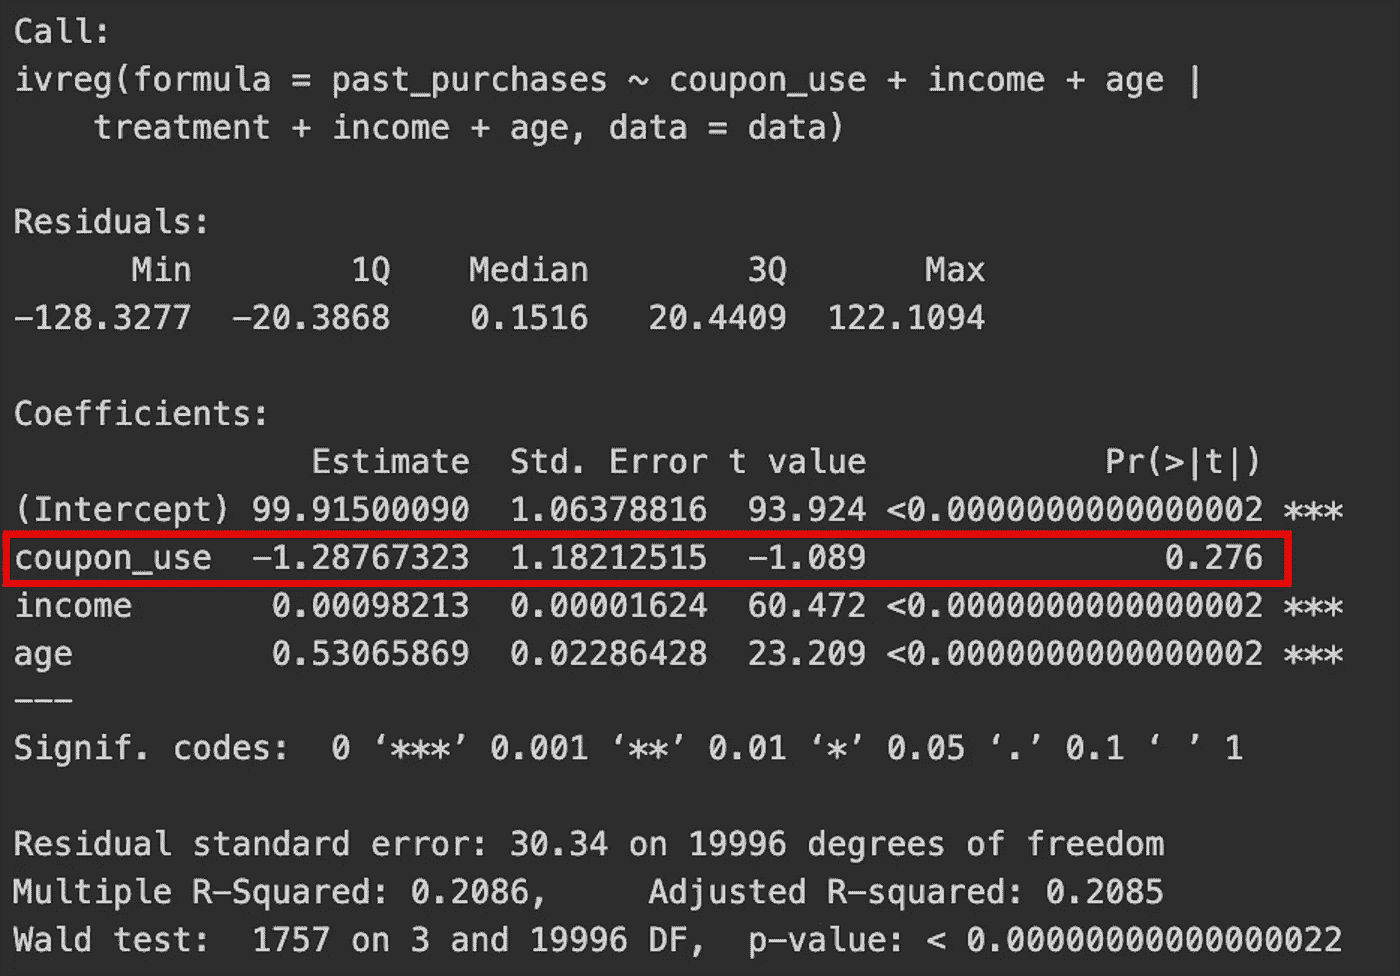 Call:
ivreg(formula = past_purchases ~ coupon_use + income + age |
    treatment + income + age, data = data)
Residuals:
      Min        1Q    Median        3Q       Max
−128.3277  −20.3868    0.1516   20.4409  122.1094
Coefficients:
               Estimate  Std. Error t value            Pr(>|t|)
(Intercept) 99.91500090  1.06378816  93.924 <0.0000000000000002 ***
coupon_use  −1.28767323  1.18212515  −1.089               0.276
income       0.00098213  0.00001624  60.472 <0.0000000000000002 ***
age          0.53065869  0.02286428  23.209 <0.0000000000000002 ***
−−−
Signif. codes:  0 ‘***’ 0.001 ‘**’ 0.01 ‘*’ 0.05 ‘.’ 0.1 ‘ ’ 1
Residual standard error: 30.34 on 19996 degrees of freedom
Multiple R−Squared: 0.2086,     Adjusted R−squared: 0.2085
Wald test:  1757 on 3 and 19996 DF,  p−value: < 0.00000000000000022